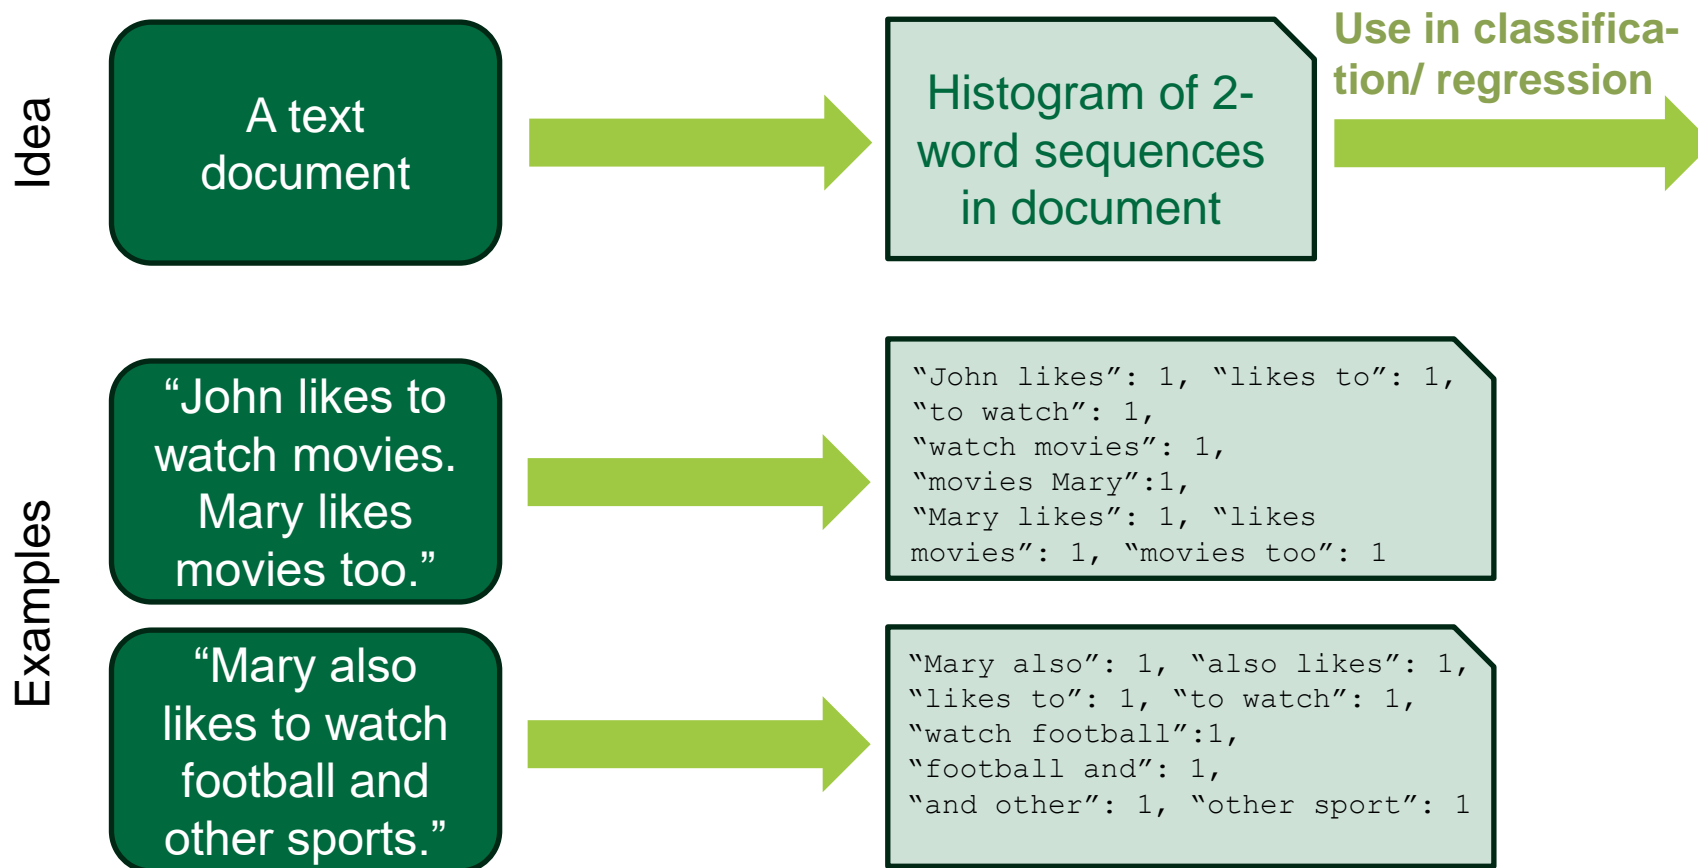 Idea
A text
document
Histogram of 2-
word sequences
in document
Use in classifica-
tion/ regression
Examples
“John likes to
watch movies.
Mary likes
movies too.”
“John likes”: 1, “likes to”: 1,
“to watch”: 1,
“watch movies”: 1,
“movies Mary”:1,
“Mary likes”: 1, “likes
movies”: 1, “movies too”: 1
“Mary also
likes to watch
football and
other sports.”
“Mary also”: 1, “also likes”: 1,
“likes to”: 1, “to watch”: 1,
“watch football”:1,
“football and”: 1,
“and other”: 1, “other sport”: 1